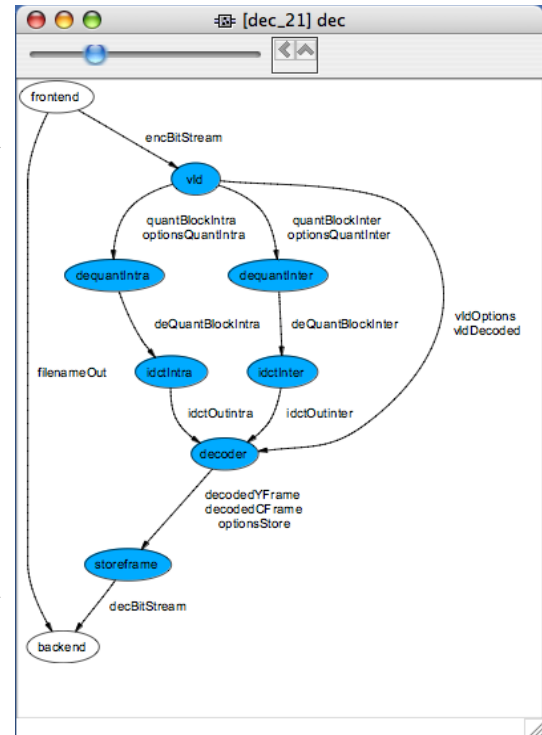 [dec_21] dec
frontend
encBitStream
vld
quantBlockIntra
optionsQuantIntra
quantBlockInter
optionsQuantInter
dequantIntra
dequantInter
vldOptions
vldDecoded
deQuantBlockIntra
deQuantBlockInter
filenameOut
idctIntra
idctInter
idctOutintra
idctOutinter
decoder
decodedYFrame
decodedCFrame
optionsStore
storeframe
decBitStream
backend